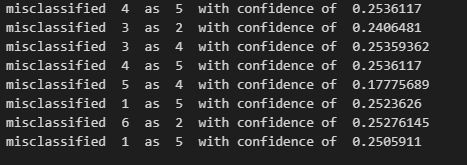 misclassified 4 as 5 with confidence of 0.2536117
misclassified 3 as 2 with confidence of 0.2406481
misclassified 3 as 4 with confidence of 0.25359362
misclassified 4 as 5 with confidence of 0.2536117
misclassified 5 as 4 with confidence of 0.17775689
misclassified 1 as 5 with confidence of 0.2523626
misclassified 6 as 2 with confidence of 0.25276145
misclassified 1 as 5 with confidence of 0.2505911